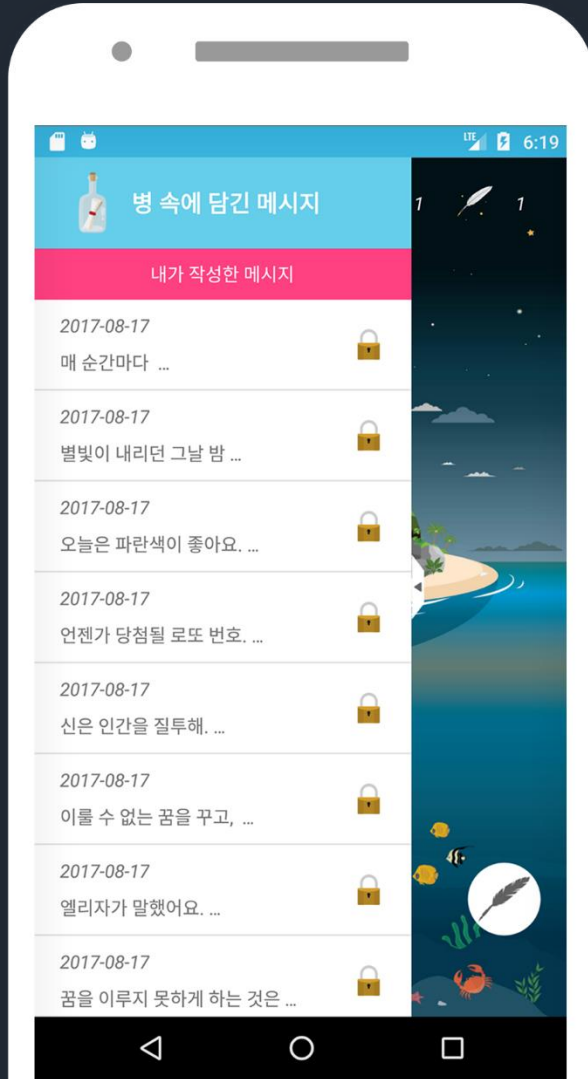 LTE 6:19
병 속에 담긴 메시지
1 1
내가 작성한 메시지
2017-08-17
매 순간마다 ...
2017-08-17
별빛이 내리던 그날 밤 ...
2017-08-17
오늘은 파란색이 좋아요. ...
2017-08-17
언젠가 당첨될 로또 번호. ...
2017-08-17
신은 인간을 질투해. ...
2017-08-17
이룰 수 없는 꿈을 꾸고, ...
2017-08-17
엘리자가 말했어요. ...
2017-08-17
꿈을 이루지 못하게 하는 것은 ...